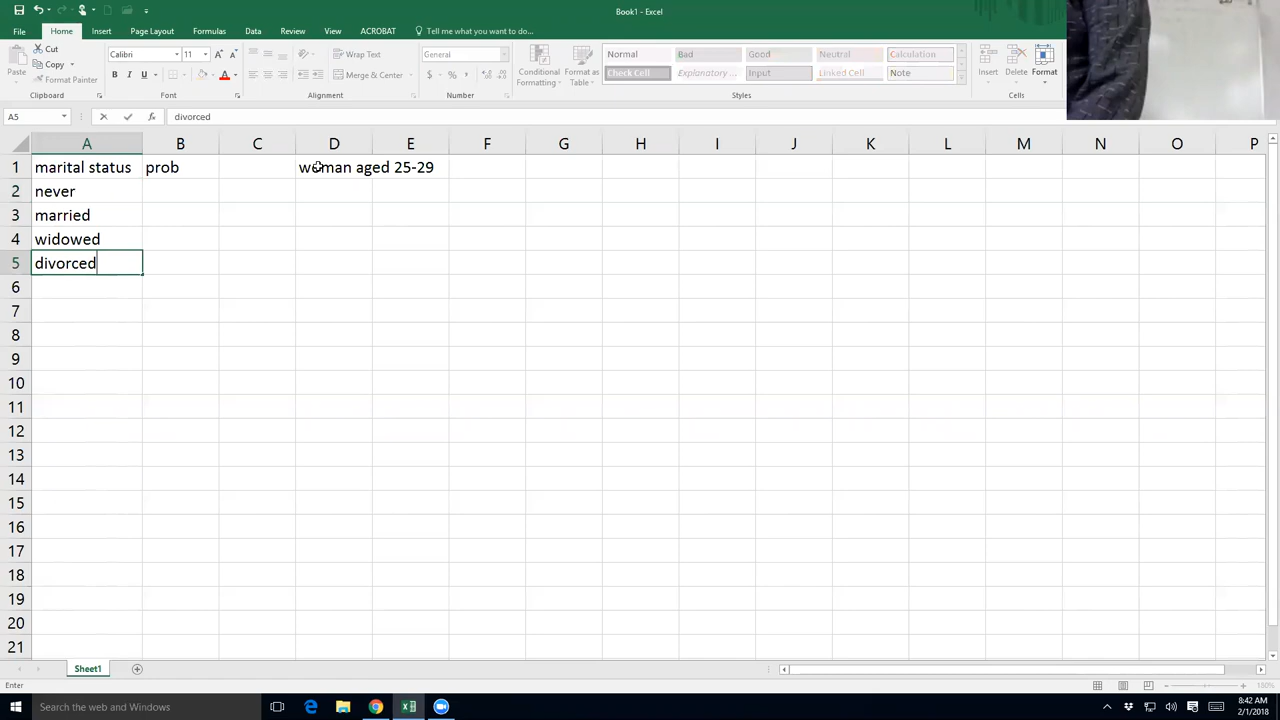 Book1 - Excel
File Home Insert Page Layout Formulas Data Review View ACROBAT Tell me what you want to do...
Cut
Copy
Format Painter
Paste
Clipboard
Calibri 11
B I U A
Font
Wrap Text
Merge & Center
Alignment
General
$ % ,
Number
Conditional Formatting
Format as Table
Normal Bad Good Neutral Calculation
Check Cell Explanatory ... Input Linked Cell Note
Styles
Insert Delete Format
Cells
A5 fx divorced
A B C D E F G H I J K L M N O P
1 marital status prob woman aged 25-29
2 never
3 married
4 widowed
5 divorced
6
7
8
9
10
11
12
13
14
15
16
17
18
19
20
21
Sheet1
Enter
160%
Search the web and Windows
8:42 AM
2/1/2018